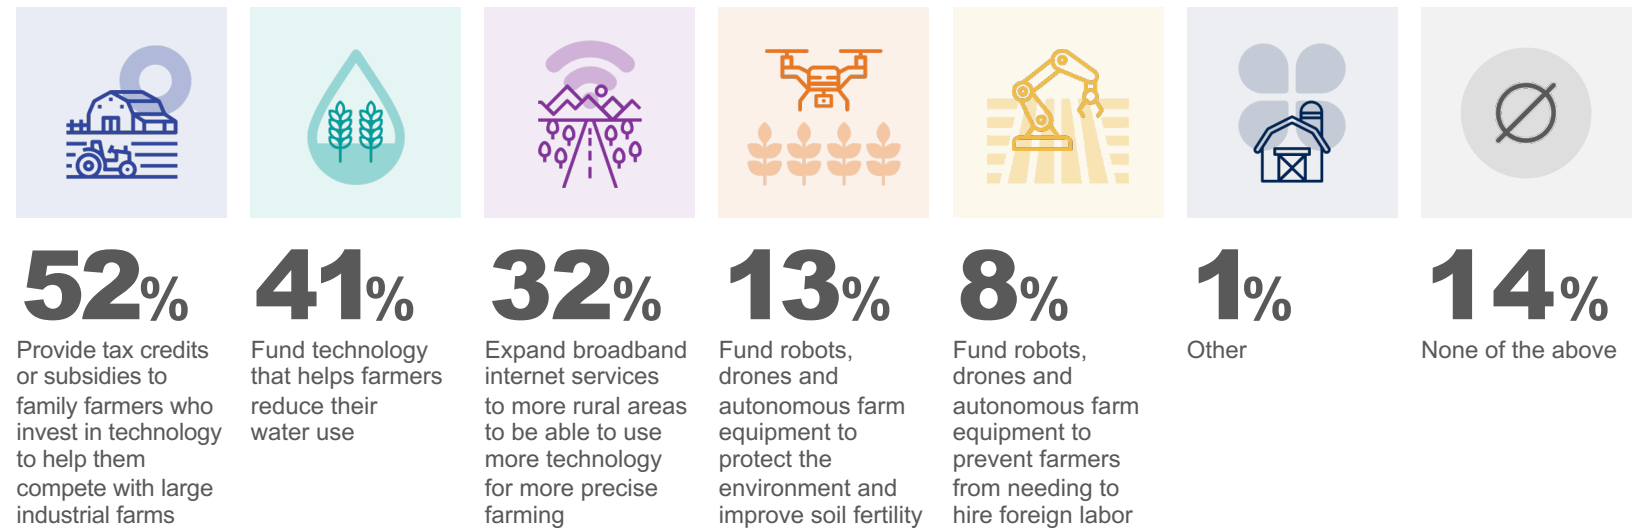 52%
Provide tax credits
or subsidies to
family farmers who
invest in technology
to help them
compete with large
industrial farms
41%
Fund technology
that helps farmers
reduce their
water use
32%
Expand broadband
internet services
to more rural areas
to be able to use
more technology
for more precise
farming
13%
Fund robots,
drones and
autonomous farm
equipment to
protect the
environment and
improve soil fertility
8%
Fund robots,
drones and
autonomous farm
equipment to
prevent farmers
from needing to
hire foreign labor
1%
Other
14%
None of the above